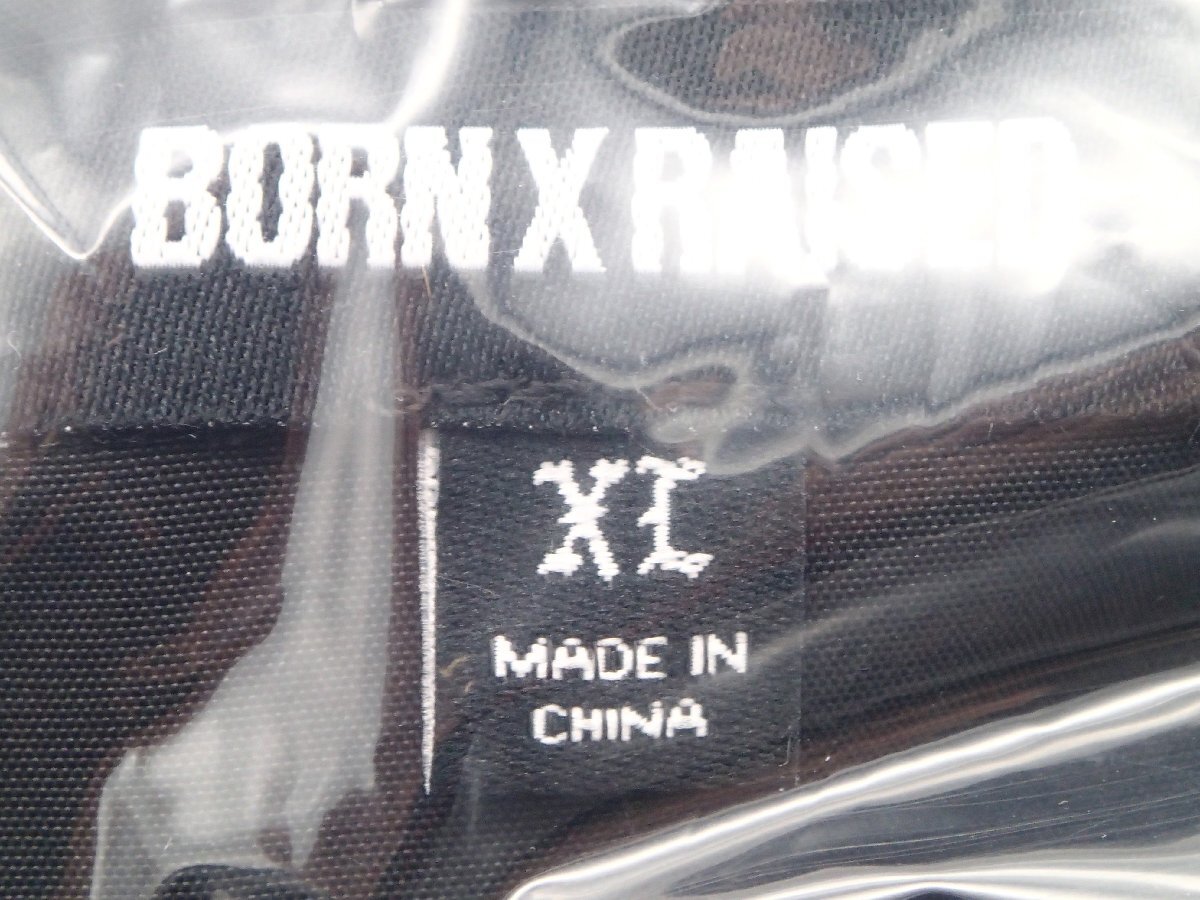 BORN X RAISED
XL
MADE IN
CHINA